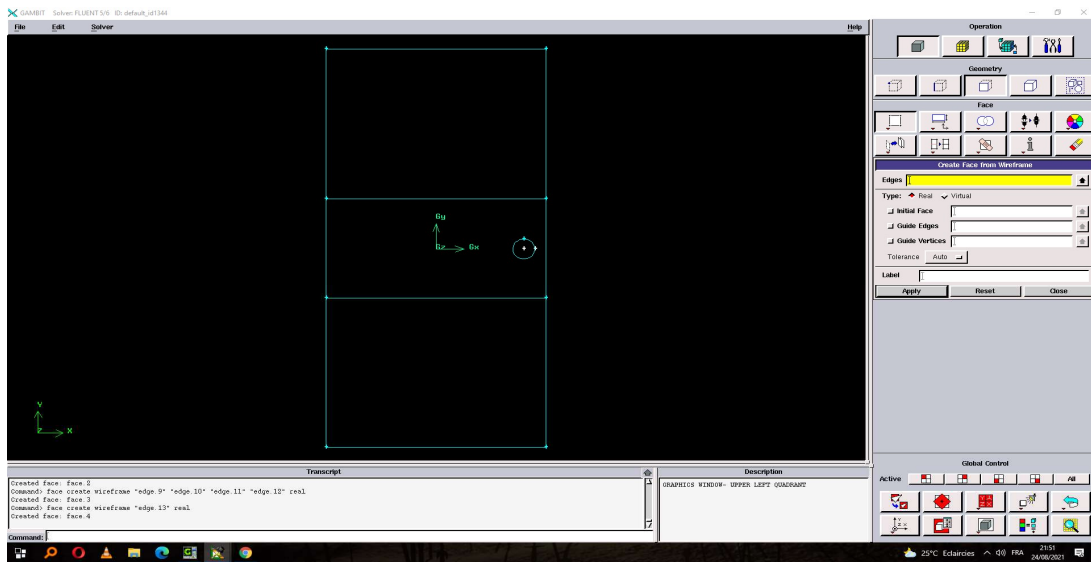 GAMBIT Solver: FLUENT 5/6 ID: default_id1344
File Edit Solver Help
Operation
Geometry
Face
Create Face from Wireframe
Edges
Type: Real Virtual
Initial Face
Guide Edges
Guide Vertices
Tolerance Auto
Label
Apply Reset Close
Gy
Gz Gx
Y
Z X
Global Control
Active All
Transcript
Created face: face.2
Command> face create wireframe "edge.9" "edge.10" "edge.11" "edge.12" real
Created face: face.3
Command> face create wireframe "edge.13" real
Created face: face.4
Command:
Description
GRAPHICS WINDOW- UPPER LEFT QUADRANT
25°C Eclaircies FRA 21:51
24/08/2021